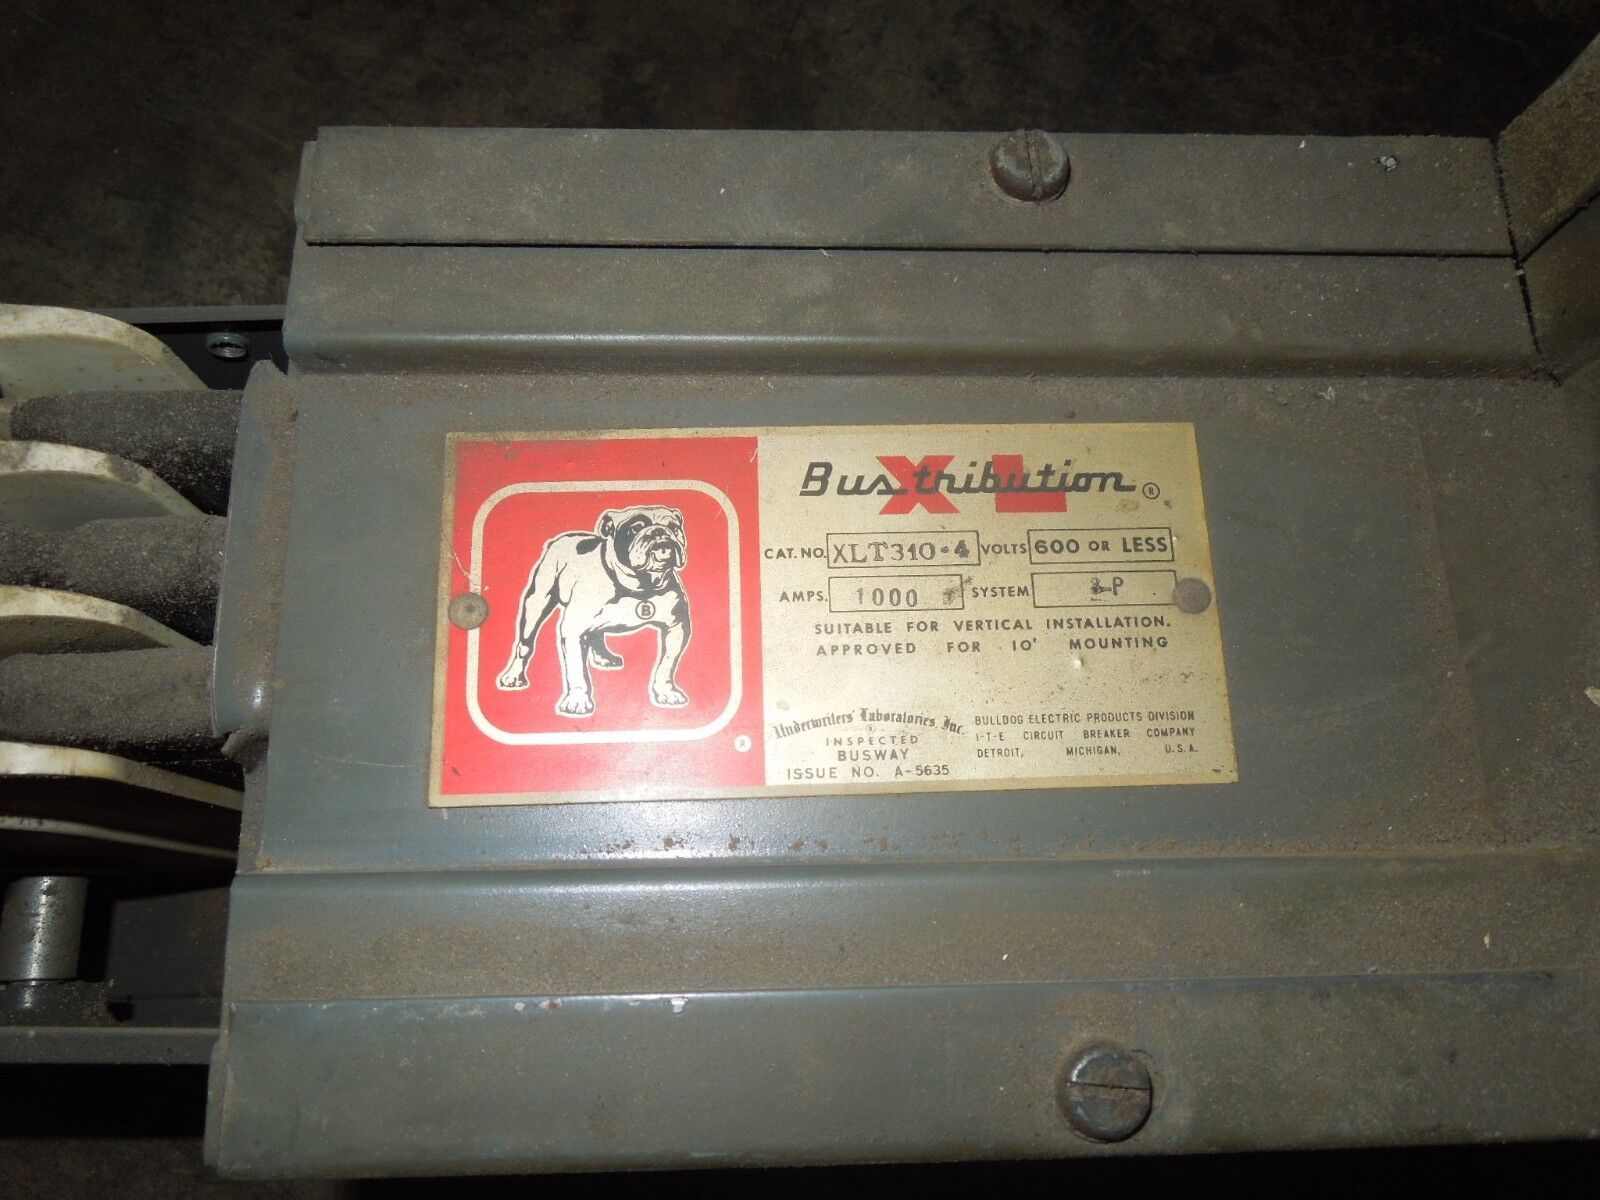 XL
Bustribution ®
CAT. NO. XLT310-4 VOLTS 600 OR LESS
AMPS. 1000 SYSTEM P
SUITABLE FOR VERTICAL INSTALLATION.
APPROVED FOR 10' MOUNTING
Underwriters' Laboratories, Inc.
INSPECTED
BUSWAY
ISSUE NO. A-5635
BULLDOG ELECTRIC PRODUCTS DIVISION
I-T-E CIRCUIT BREAKER COMPANY
DETROIT, MICHIGAN, U.S.A.
B
®